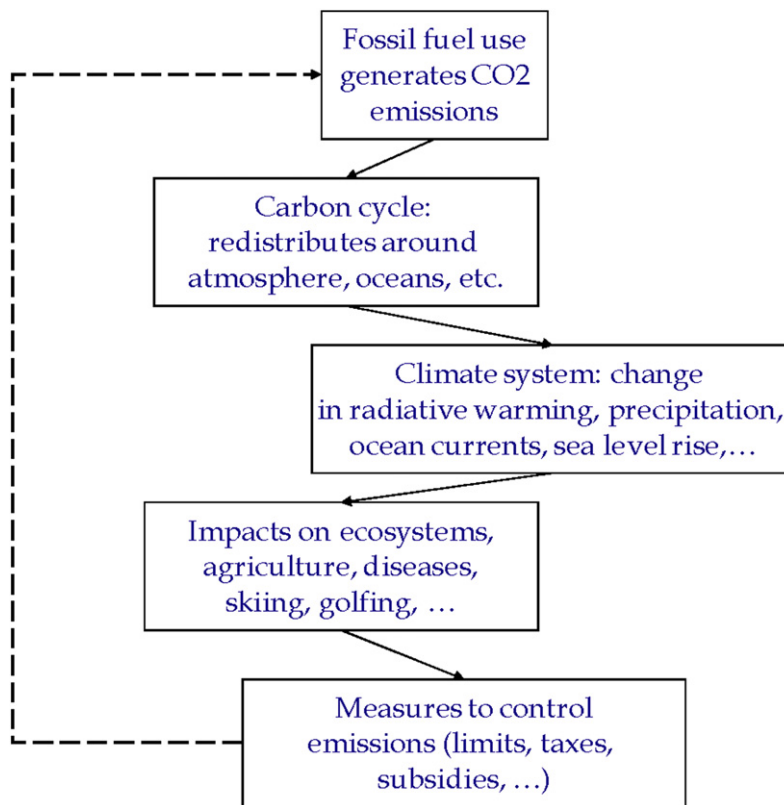 Fossil fuel use
generates CO2
emissions
Carbon cycle:
redistributes around
atmosphere, oceans, etc.
Climate system: change
in radiative warming, precipitation,
ocean currents, sea level rise,…
Impacts on ecosystems,
agriculture, diseases,
skiing, golfing, …
Measures to control
emissions (limits, taxes,
subsidies, …)